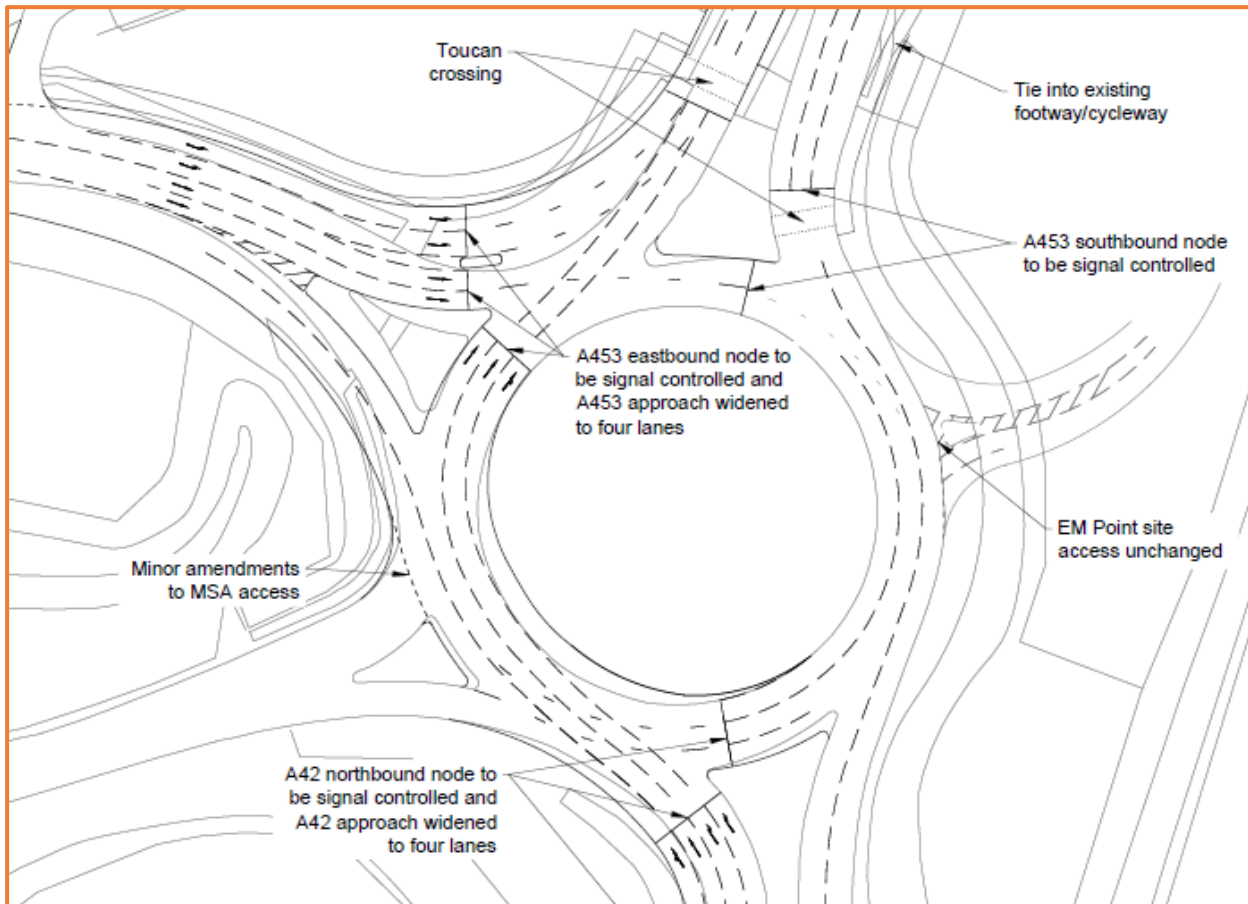 Toucan
crossing
Tie into existing
footway/cycleway
A453 southbound node
to be signal controlled
A453 eastbound node to
be signal controlled and
A453 approach widened
to four lanes
EM Point site
access unchanged
Minor amendments
to MSA access
A42 northbound node to
be signal controlled and
A42 approach widened
to four lanes